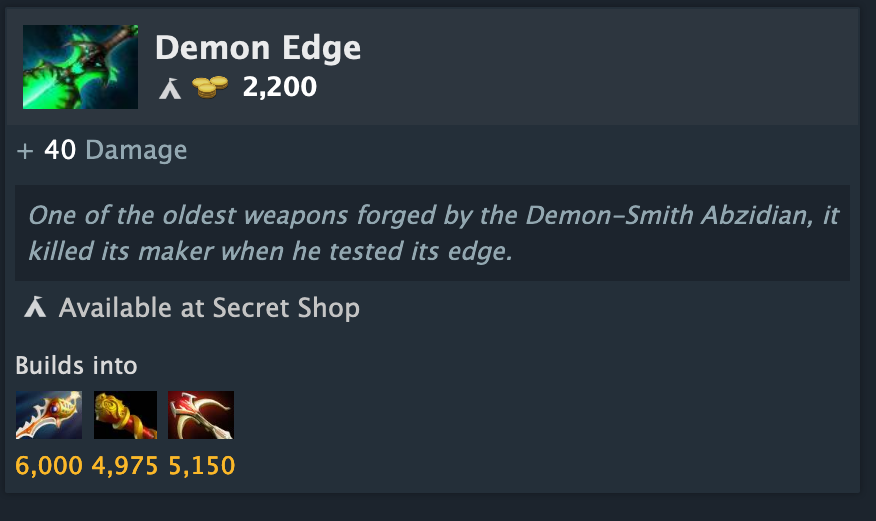 Demon Edge
2,200
+ 40 Damage
One of the oldest weapons forged by the Demon-Smith Abzidian, it
killed its maker when he tested its edge.
Available at Secret Shop
Builds into
6,000 4,975 5,150